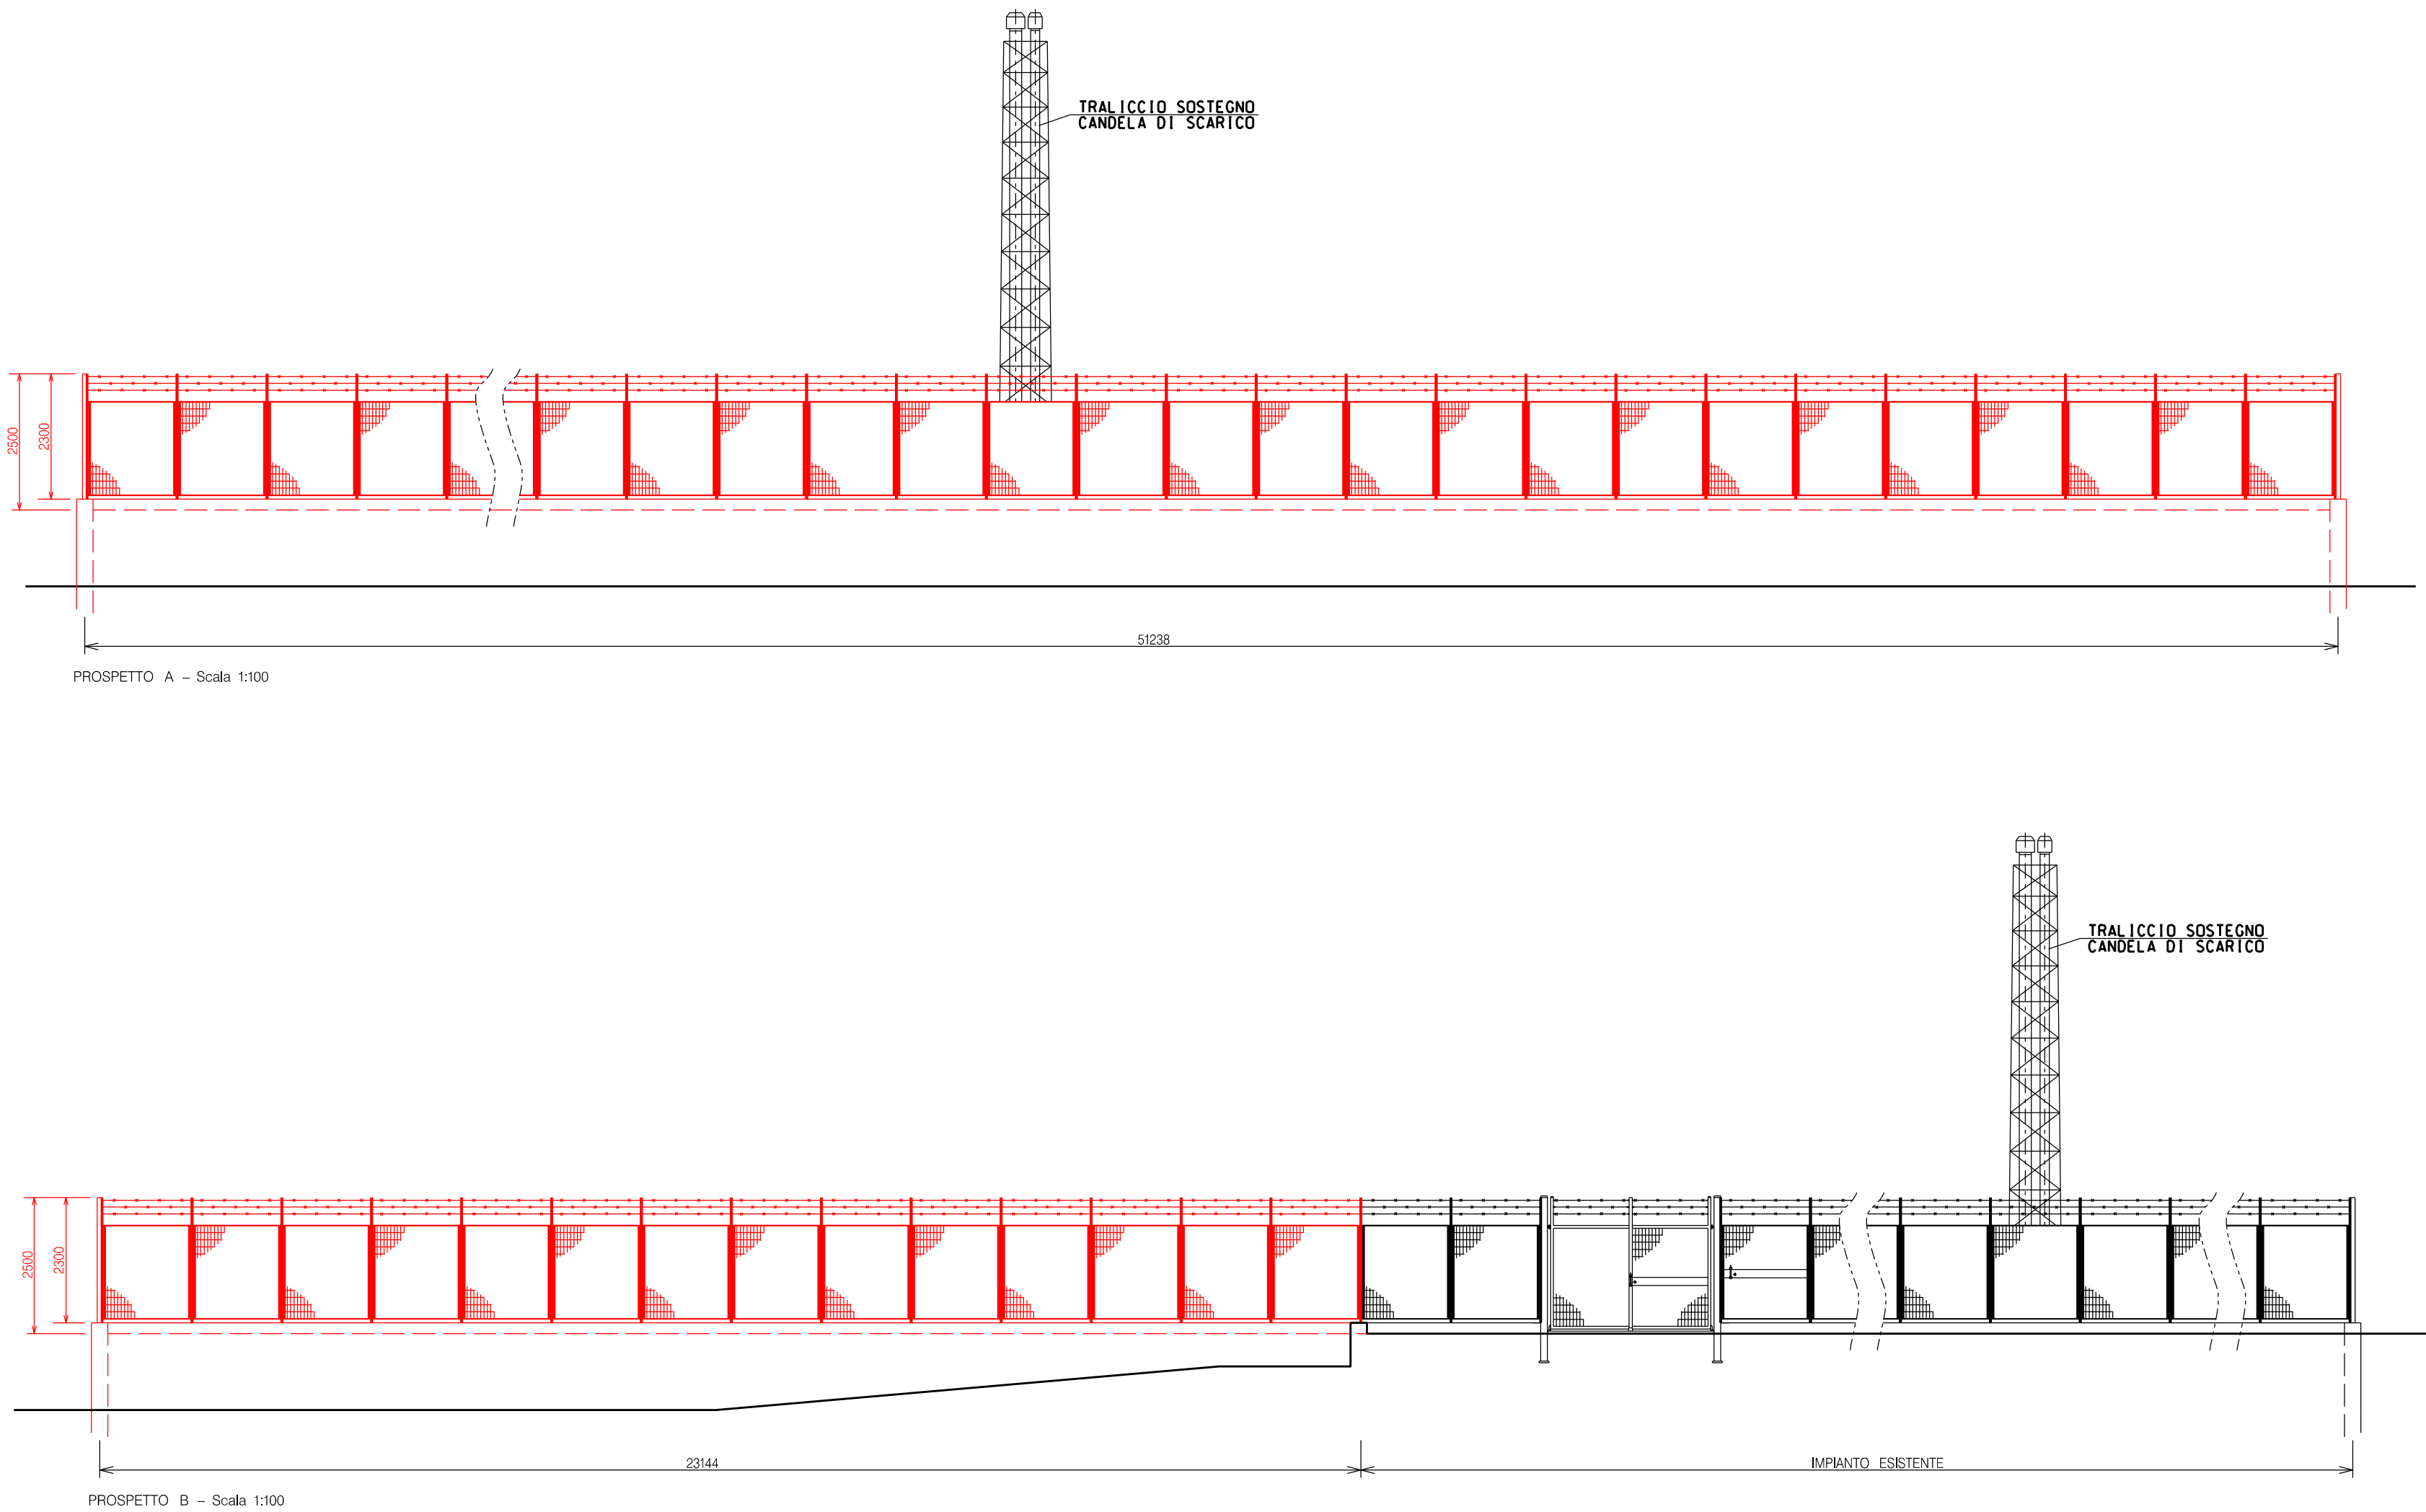 TRALICCIO SOSTEGNO
CANDELA DI SCARICO
2500
2300
51238
PROSPETTO A – Scala 1:100
TRALICCIO SOSTEGNO
CANDELA DI SCARICO
2500
2300
23144
IMPIANTO ESISTENTE
PROSPETTO B – Scala 1:100